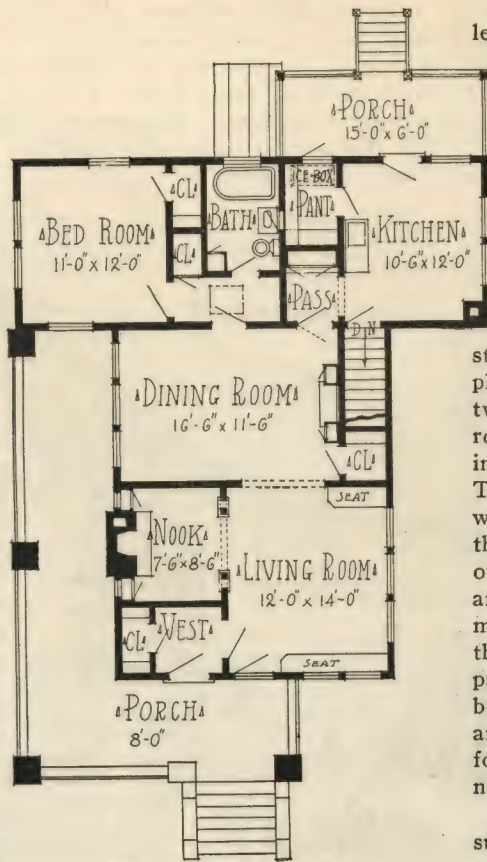 le
PORCH
15'-0" x 6'-0"
CL
BATH
ICE-BOX
PANT
BED ROOM
11'-0" x 12'-0"
CL
KITCHEN
10'-6" x 12'-0"
PASS
DN
DINING ROOM
16'-6" x 11'-6"
CL
SEAT
NOOK
7'-6" x 8'-6"
LIVING ROOM
12'-0" x 14'-0"
CL
VEST
SEAT
PORCH
8'-0"
st
pl
tw
ro
in
T
w
th
o
ar
m
th
p
b
ar
fo
n
su